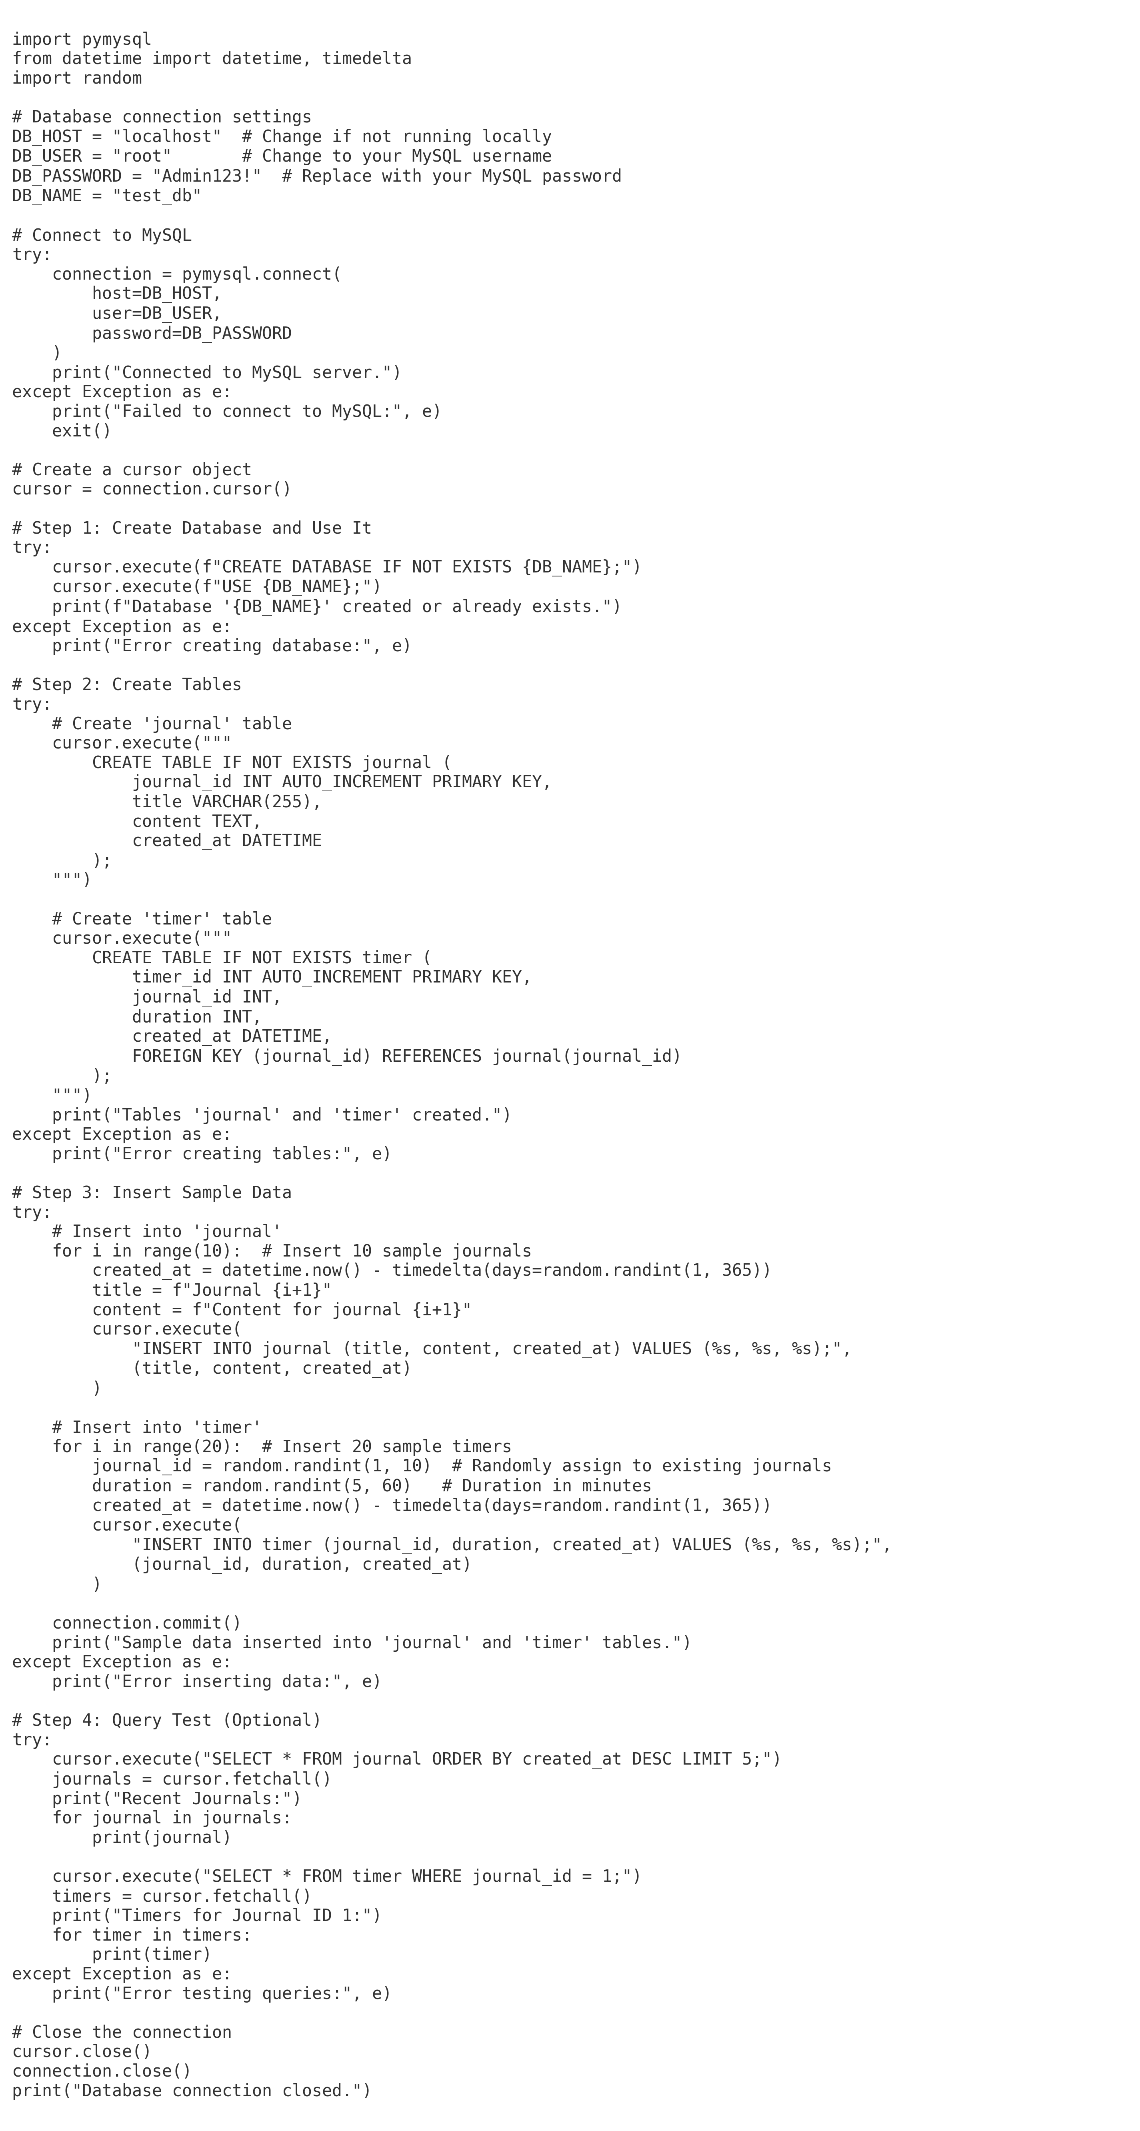 import pymysql
from datetime import datetime, timedelta
import random

# Database connection settings
DB_HOST = "localhost"  # Change if not running locally
DB_USER = "root"       # Change to your MySQL username
DB_PASSWORD = "Admin123!"  # Replace with your MySQL password
DB_NAME = "test_db"

# Connect to MySQL
try:
    connection = pymysql.connect(
        host=DB_HOST,
        user=DB_USER,
        password=DB_PASSWORD
    )
    print("Connected to MySQL server.")
except Exception as e:
    print("Failed to connect to MySQL:", e)
    exit()

# Create a cursor object
cursor = connection.cursor()

# Step 1: Create Database and Use It
try:
    cursor.execute(f"CREATE DATABASE IF NOT EXISTS {DB_NAME};")
    cursor.execute(f"USE {DB_NAME};")
    print(f"Database '{DB_NAME}' created or already exists.")
except Exception as e:
    print("Error creating database:", e)

# Step 2: Create Tables
try:
    # Create 'journal' table
    cursor.execute("""
        CREATE TABLE IF NOT EXISTS journal (
            journal_id INT AUTO_INCREMENT PRIMARY KEY,
            title VARCHAR(255),
            content TEXT,
            created_at DATETIME
        );
    """)

    # Create 'timer' table
    cursor.execute("""
        CREATE TABLE IF NOT EXISTS timer (
            timer_id INT AUTO_INCREMENT PRIMARY KEY,
            journal_id INT,
            duration INT,
            created_at DATETIME,
            FOREIGN KEY (journal_id) REFERENCES journal(journal_id)
        );
    """)
    print("Tables 'journal' and 'timer' created.")
except Exception as e:
    print("Error creating tables:", e)

# Step 3: Insert Sample Data
try:
    # Insert into 'journal'
    for i in range(10):  # Insert 10 sample journals
        created_at = datetime.now() - timedelta(days=random.randint(1, 365))
        title = f"Journal {i+1}"
        content = f"Content for journal {i+1}"
        cursor.execute(
            "INSERT INTO journal (title, content, created_at) VALUES (%s, %s, %s);",
            (title, content, created_at)
        )

    # Insert into 'timer'
    for i in range(20):  # Insert 20 sample timers
        journal_id = random.randint(1, 10)  # Randomly assign to existing journals
        duration = random.randint(5, 60)   # Duration in minutes
        created_at = datetime.now() - timedelta(days=random.randint(1, 365))
        cursor.execute(
            "INSERT INTO timer (journal_id, duration, created_at) VALUES (%s, %s, %s);",
            (journal_id, duration, created_at)
        )

    connection.commit()
    print("Sample data inserted into 'journal' and 'timer' tables.")
except Exception as e:
    print("Error inserting data:", e)

# Step 4: Query Test (Optional)
try:
    cursor.execute("SELECT * FROM journal ORDER BY created_at DESC LIMIT 5;")
    journals = cursor.fetchall()
    print("Recent Journals:")
    for journal in journals:
        print(journal)

    cursor.execute("SELECT * FROM timer WHERE journal_id = 1;")
    timers = cursor.fetchall()
    print("Timers for Journal ID 1:")
    for timer in timers:
        print(timer)
except Exception as e:
    print("Error testing queries:", e)

# Close the connection
cursor.close()
connection.close()
print("Database connection closed.")